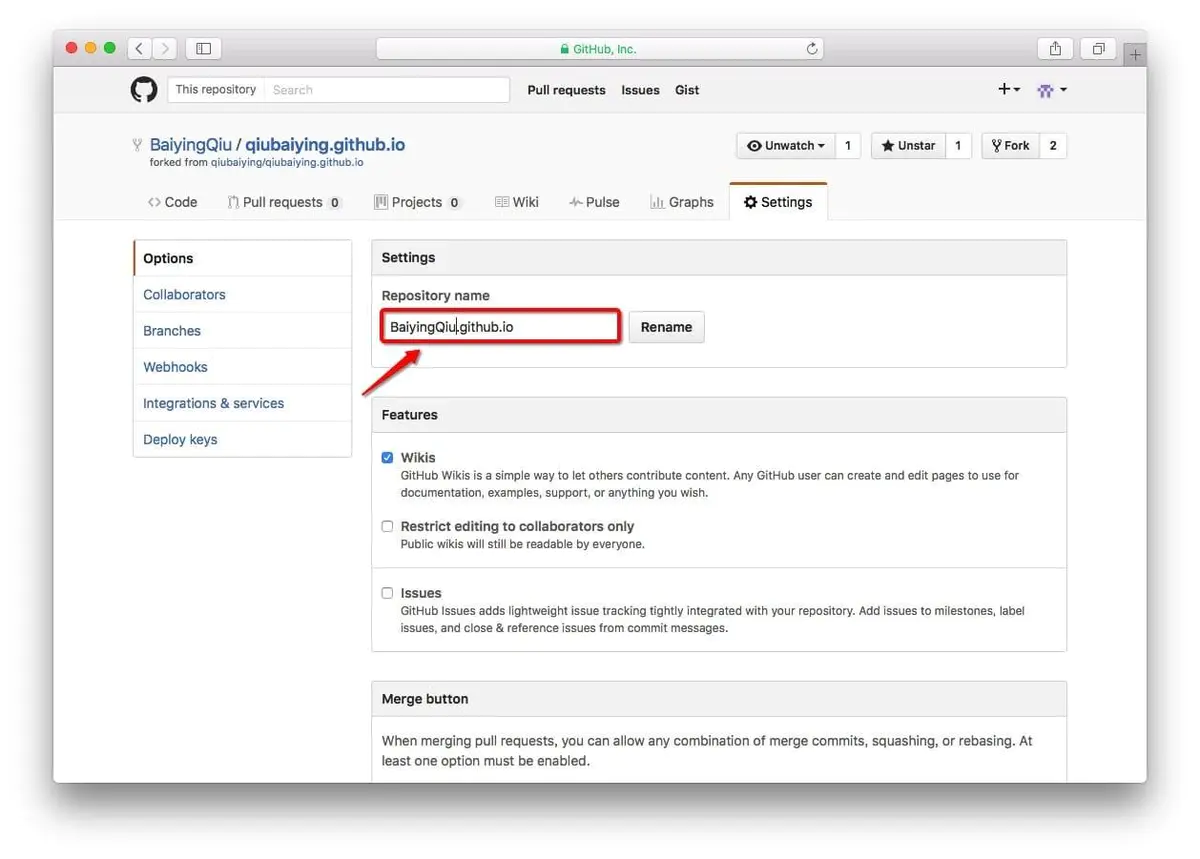 GitHub, Inc.
This repository Search Pull requests Issues Gist
BaiyingQiu / qiubaiying.github.io Unwatch 1 Unstar 1 Fork 2
forked from qiubaiying/qiubaiying.github.io
Code Pull requests 0 Projects 0 Wiki Pulse Graphs Settings
Options
Collaborators
Branches
Webhooks
Integrations & services
Deploy keys
Settings
Repository name
BaiyingQiu.github.io Rename
Features
Wikis
GitHub Wikis is a simple way to let others contribute content. Any GitHub user can create and edit pages to use for
documentation, examples, support, or anything you wish.
Restrict editing to collaborators only
Public wikis will still be readable by everyone.
Issues
GitHub Issues adds lightweight issue tracking tightly integrated with your repository. Add issues to milestones, label
issues, and close & reference issues from commit messages.
Merge button
When merging pull requests, you can allow any combination of merge commits, squashing, or rebasing. At
least one option must be enabled.